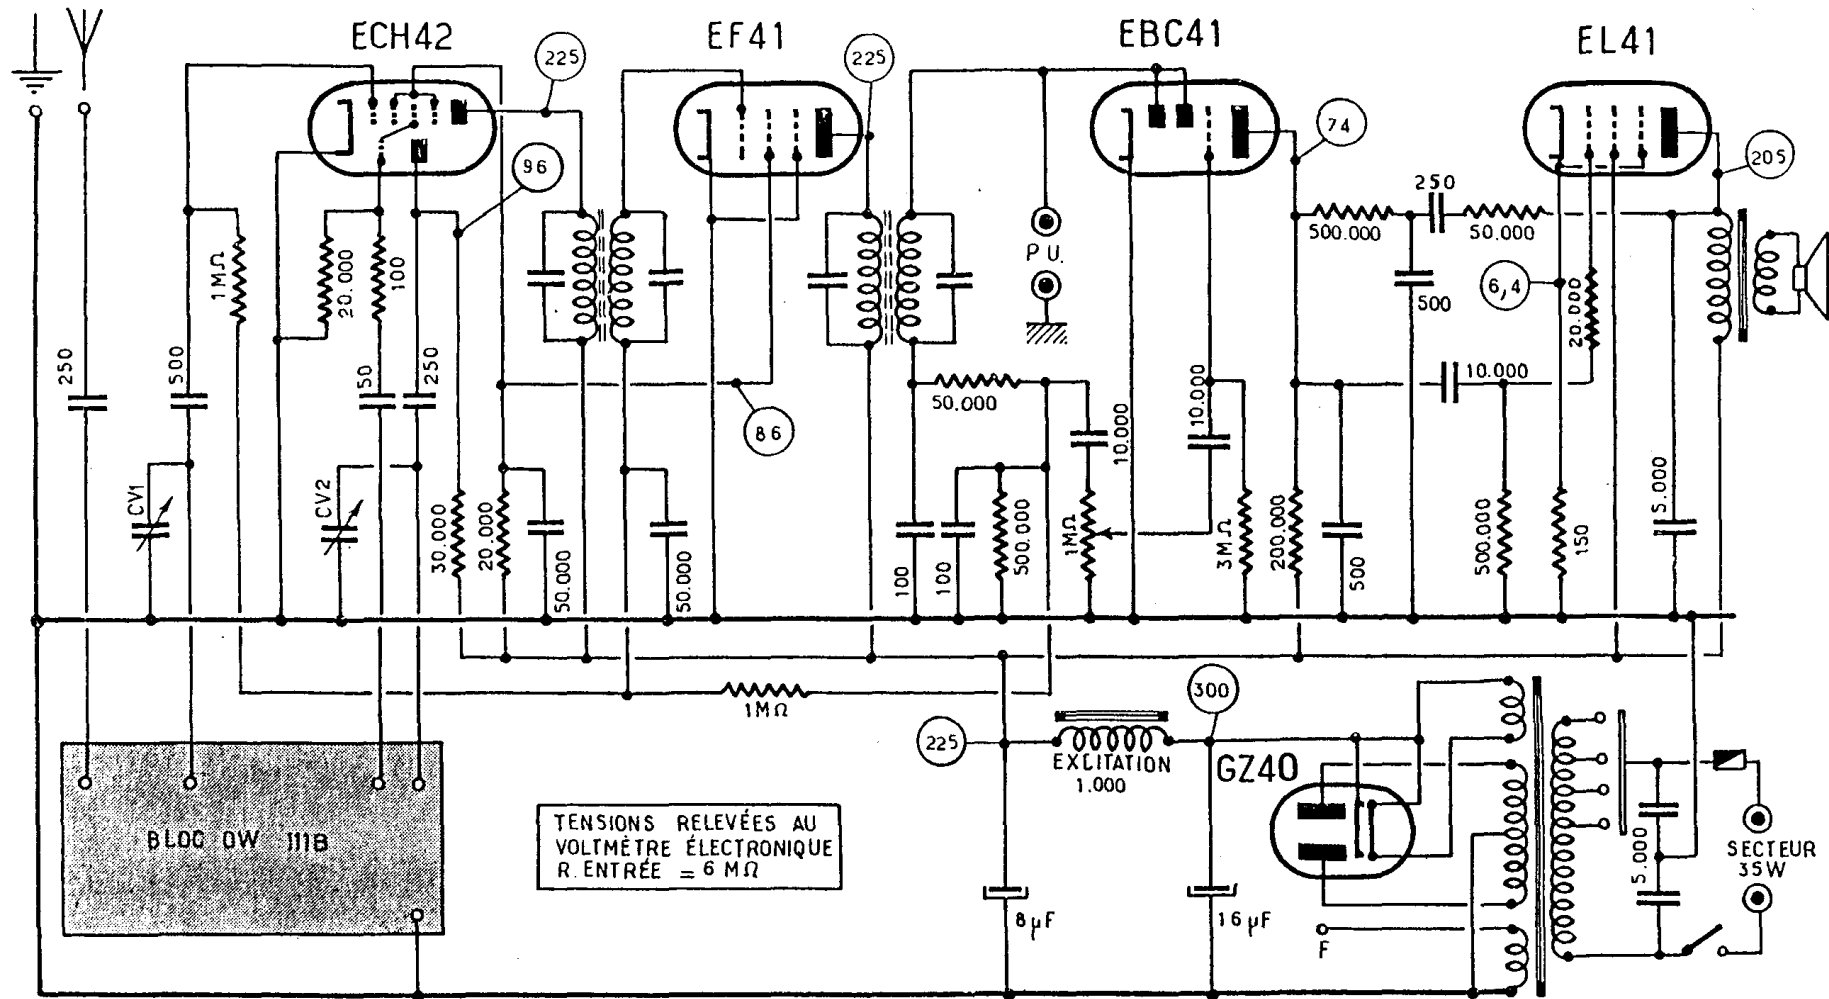 ECH42
EF41
EBC41
EL41
225
225
74
96
205
250
500.000
50.000
P.U.
6,4
500
20.000
1MΩ
20.000
100
250
500
50
250
86
50.000
10.000
10.000
10.000
CV1
CV2
30.000
20.000
50.000
50.000
100
100
500.000
1MΩ
3MΩ
200.000
500
500.000
150
5.000
1MΩ
225
300
EXCITATION
1.000
GZ40
BLOC OW 111B
TENSIONS RELEVÉES AU
VOLTMÈTRE ÉLECTRONIQUE
R.ENTRÉE = 6 MΩ
8µF
16µF
F
5.000
SECTEUR
35W